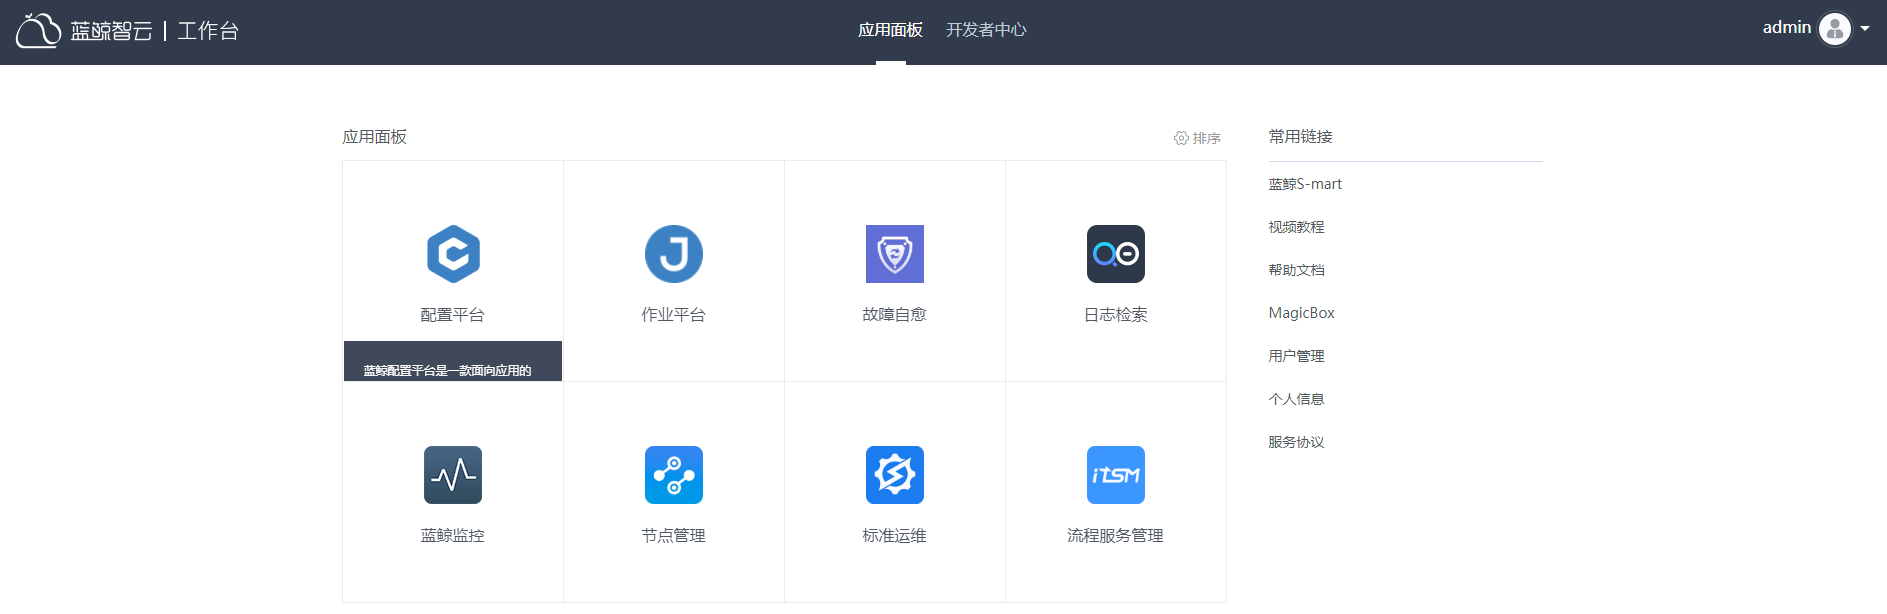 蓝鲸智云 | 工作台
应用面板
开发者中心
admin
应用面板
排序
配置平台
作业平台
故障自愈
日志检索
蓝鲸配置平台是一款面向应用的
蓝鲸监控
节点管理
标准运维
iTSM
流程服务管理
常用链接
蓝鲸S-mart
视频教程
帮助文档
MagicBox
用户管理
个人信息
服务协议